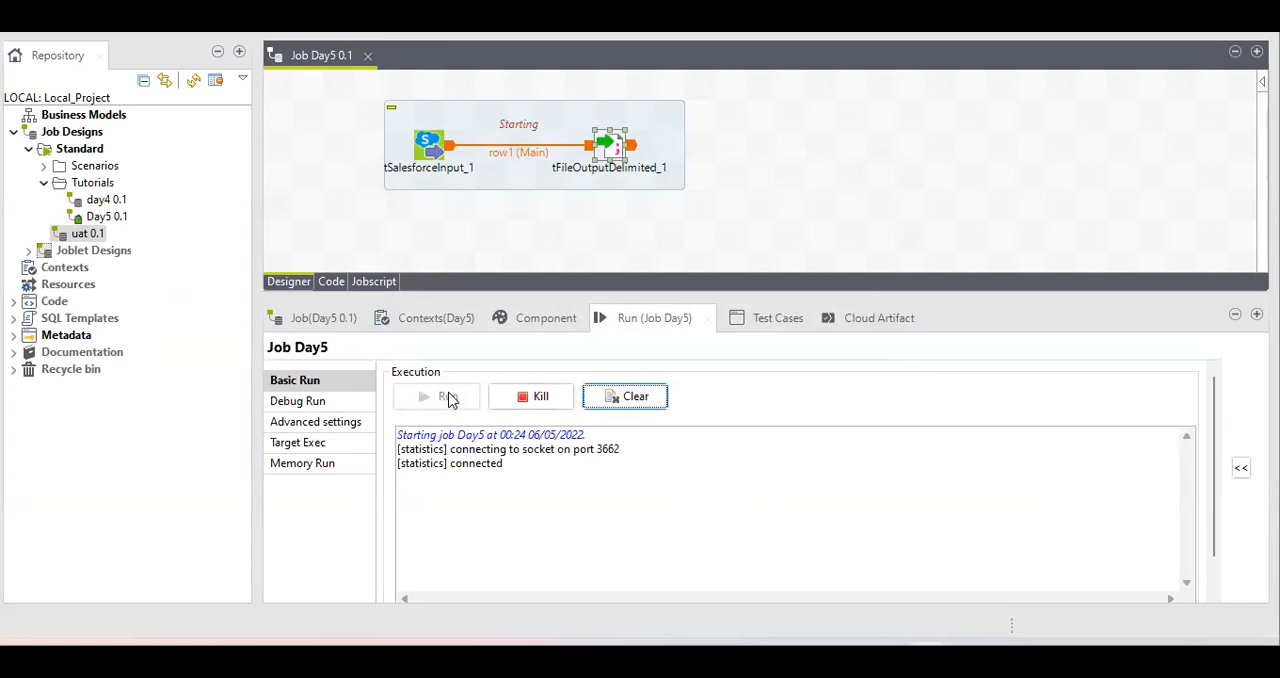 Repository
LOCAL: Local_Project
Business Models
Job Designs
Standard
Scenarios
Tutorials
day4 0.1
Day5 0.1
uat 0.1
Joblet Designs
Contexts
Resources
Code
SQL Templates
Metadata
Documentation
Recycle bin
Job Day5 0.1
Starting
row1 (Main)
tSalesforceInput_1
tFileOutputDelimited_1
Designer Code Jobscript
Job(Day5 0.1) Contexts(Day5) Component Run (Job Day5) Test Cases Cloud Artifact
Job Day5
Basic Run
Debug Run
Advanced settings
Target Exec
Memory Run
Execution
Run Kill Clear
Starting job Day5 at 00:24 06/05/2022.
[statistics] connecting to socket on port 3662
[statistics] connected
<<